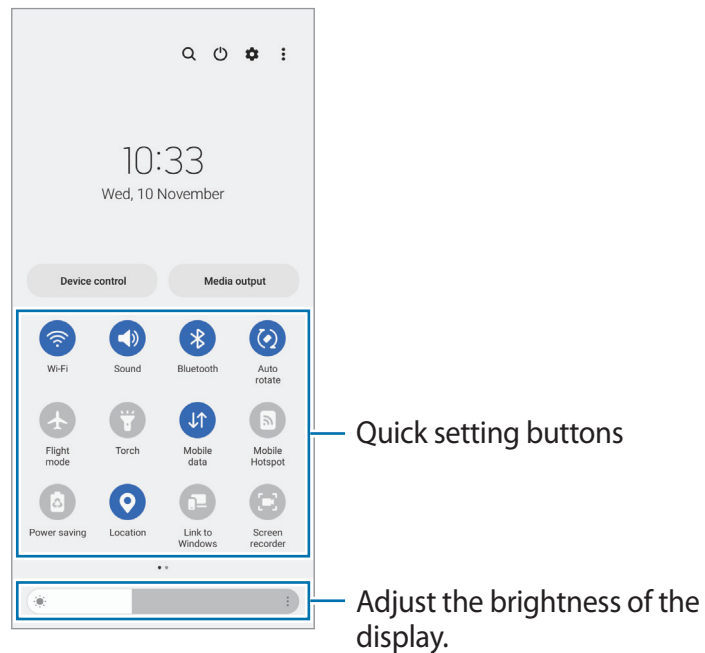 10:33
Wed, 10 November
Device control
Media output
Wi-Fi
Sound
Bluetooth
Auto
rotate
Flight
mode
Torch
Mobile
data
Mobile
Hotspot
Power saving
Location
Link to
Windows
Screen
recorder
Quick setting buttons
Adjust the brightness of the
display.